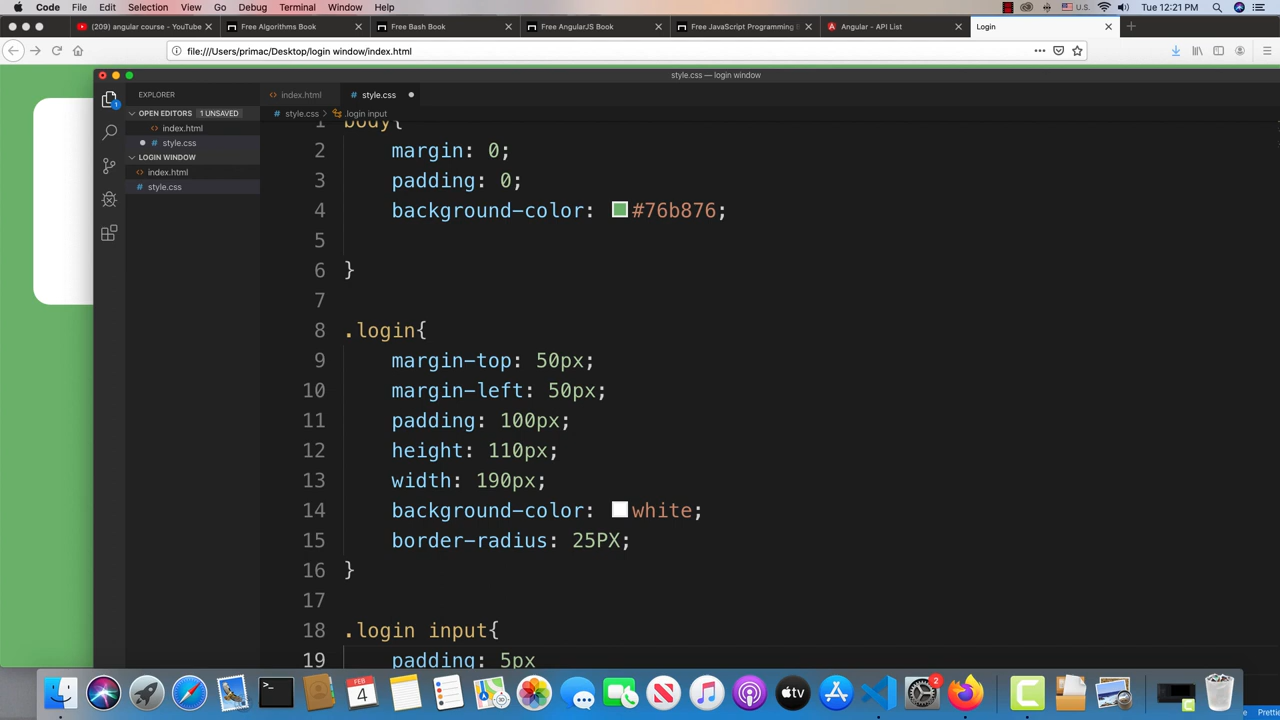 Code File Edit Selection View Go Debug Terminal Window Help U.S. Tue 12:21 PM
(209) angular course - YouTube Free Algorithms Book Free Bash Book Free AngularJS Book Free JavaScript Programming Angular - API List Login
file:///Users/primac/Desktop/login window/index.html
style.css — login window
EXPLORER index.html style.css
OPEN EDITORS 1 UNSAVED style.css > .login input
index.html
style.css
LOGIN WINDOW
index.html
style.css
1 body{
2 margin: 0;
3 padding: 0;
4 background-color: #76b876;
5
6 }
7
8 .login{
9 margin-top: 50px;
10 margin-left: 50px;
11 padding: 100px;
12 height: 110px;
13 width: 190px;
14 background-color: white;
15 border-radius: 25PX;
16 }
17
18 .login input{
19 padding: 5px
FEB
4
2
tv